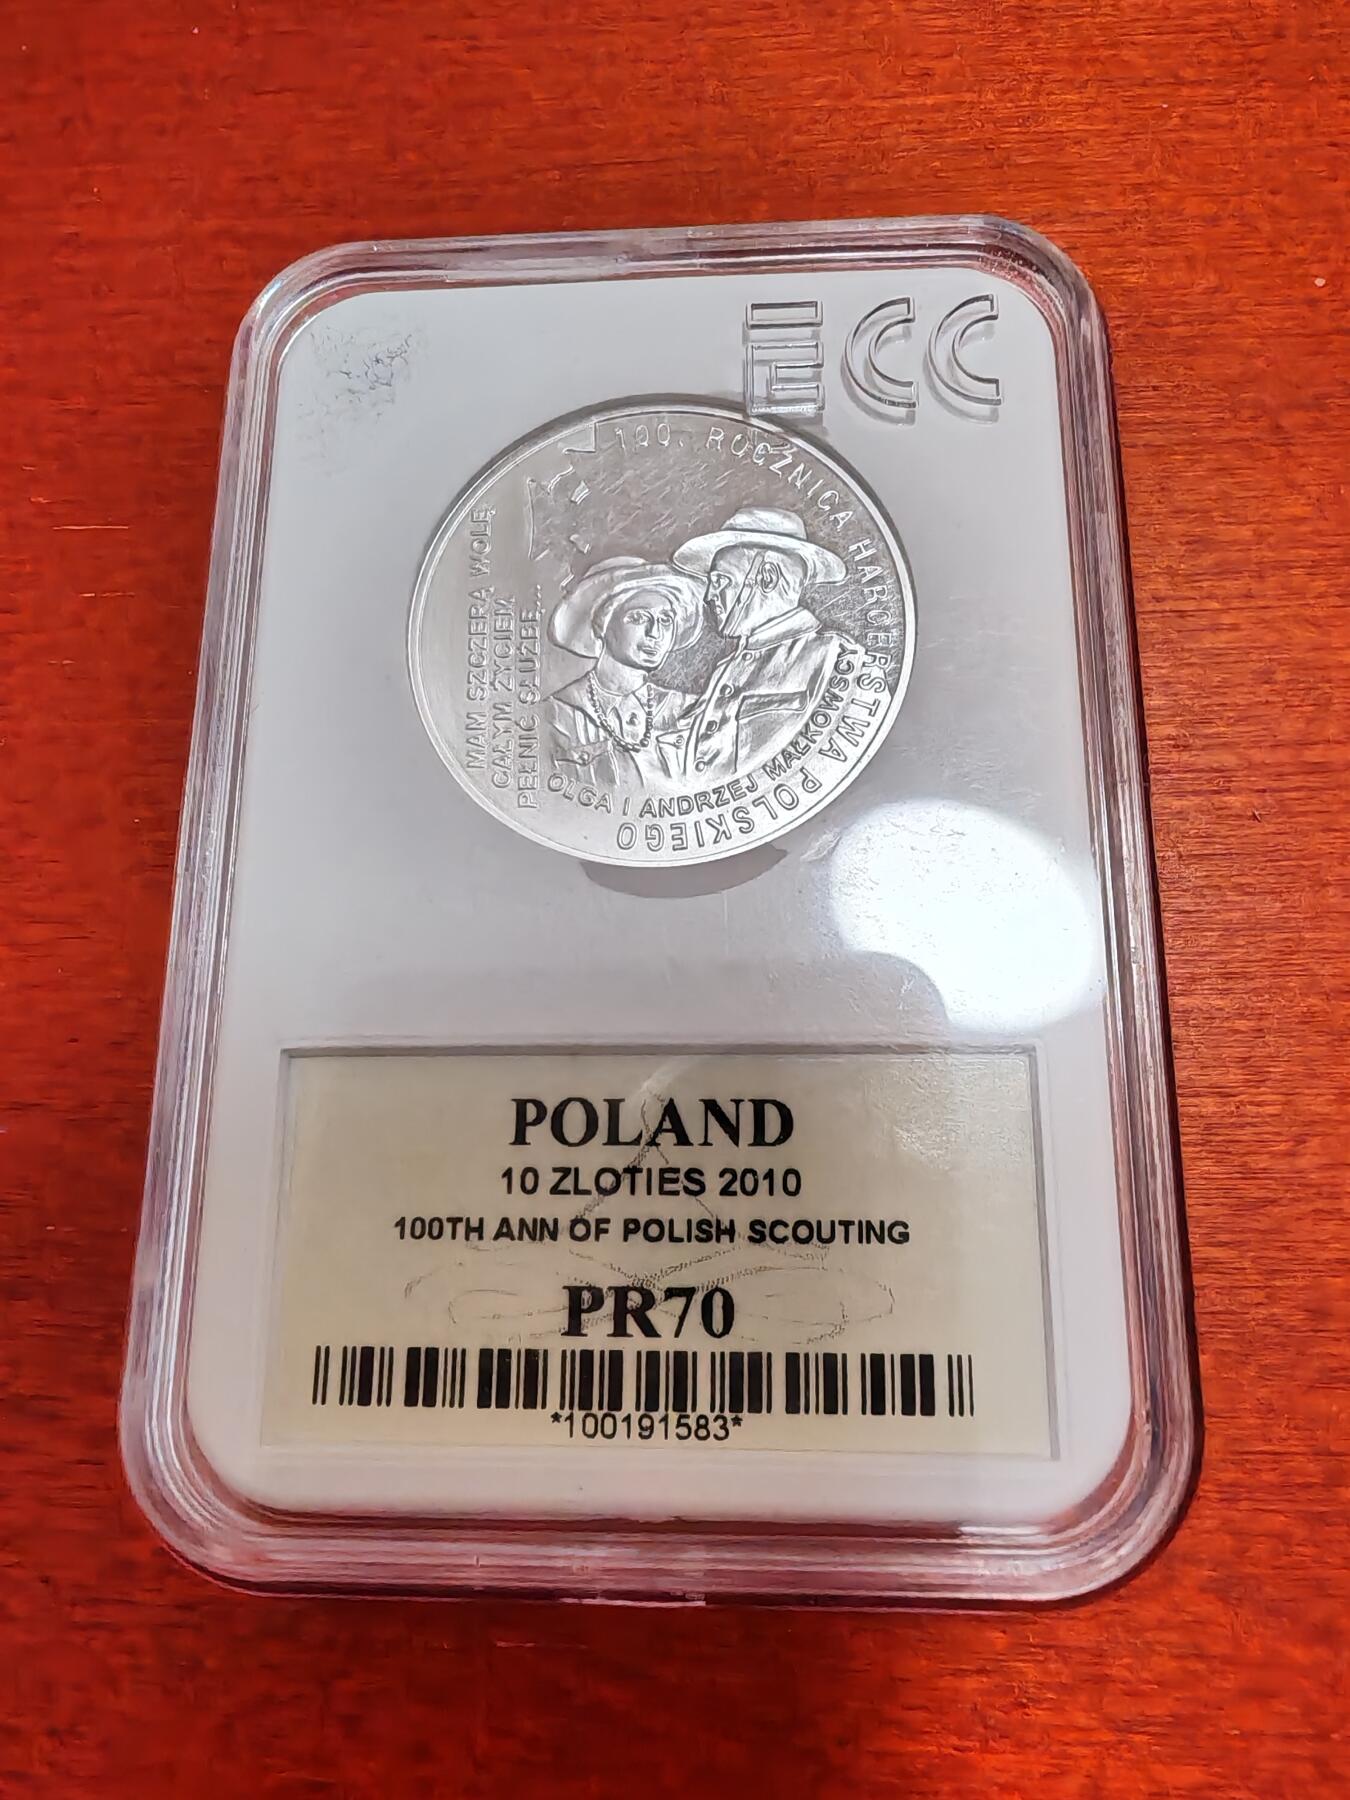 ECC
100. ROCZNICA HARCERSTWA POLSKIEGO
MAM SZCZERĄ WOLĘ
CAŁYM ŻYCIEM
PEŁNIĆ SŁUŻBĘ...
OLGA I ANDRZEJ MAŁKOWSCY
POLAND
10 ZLOTIES 2010
100TH ANN OF POLISH SCOUTING
PR70
*100191583*